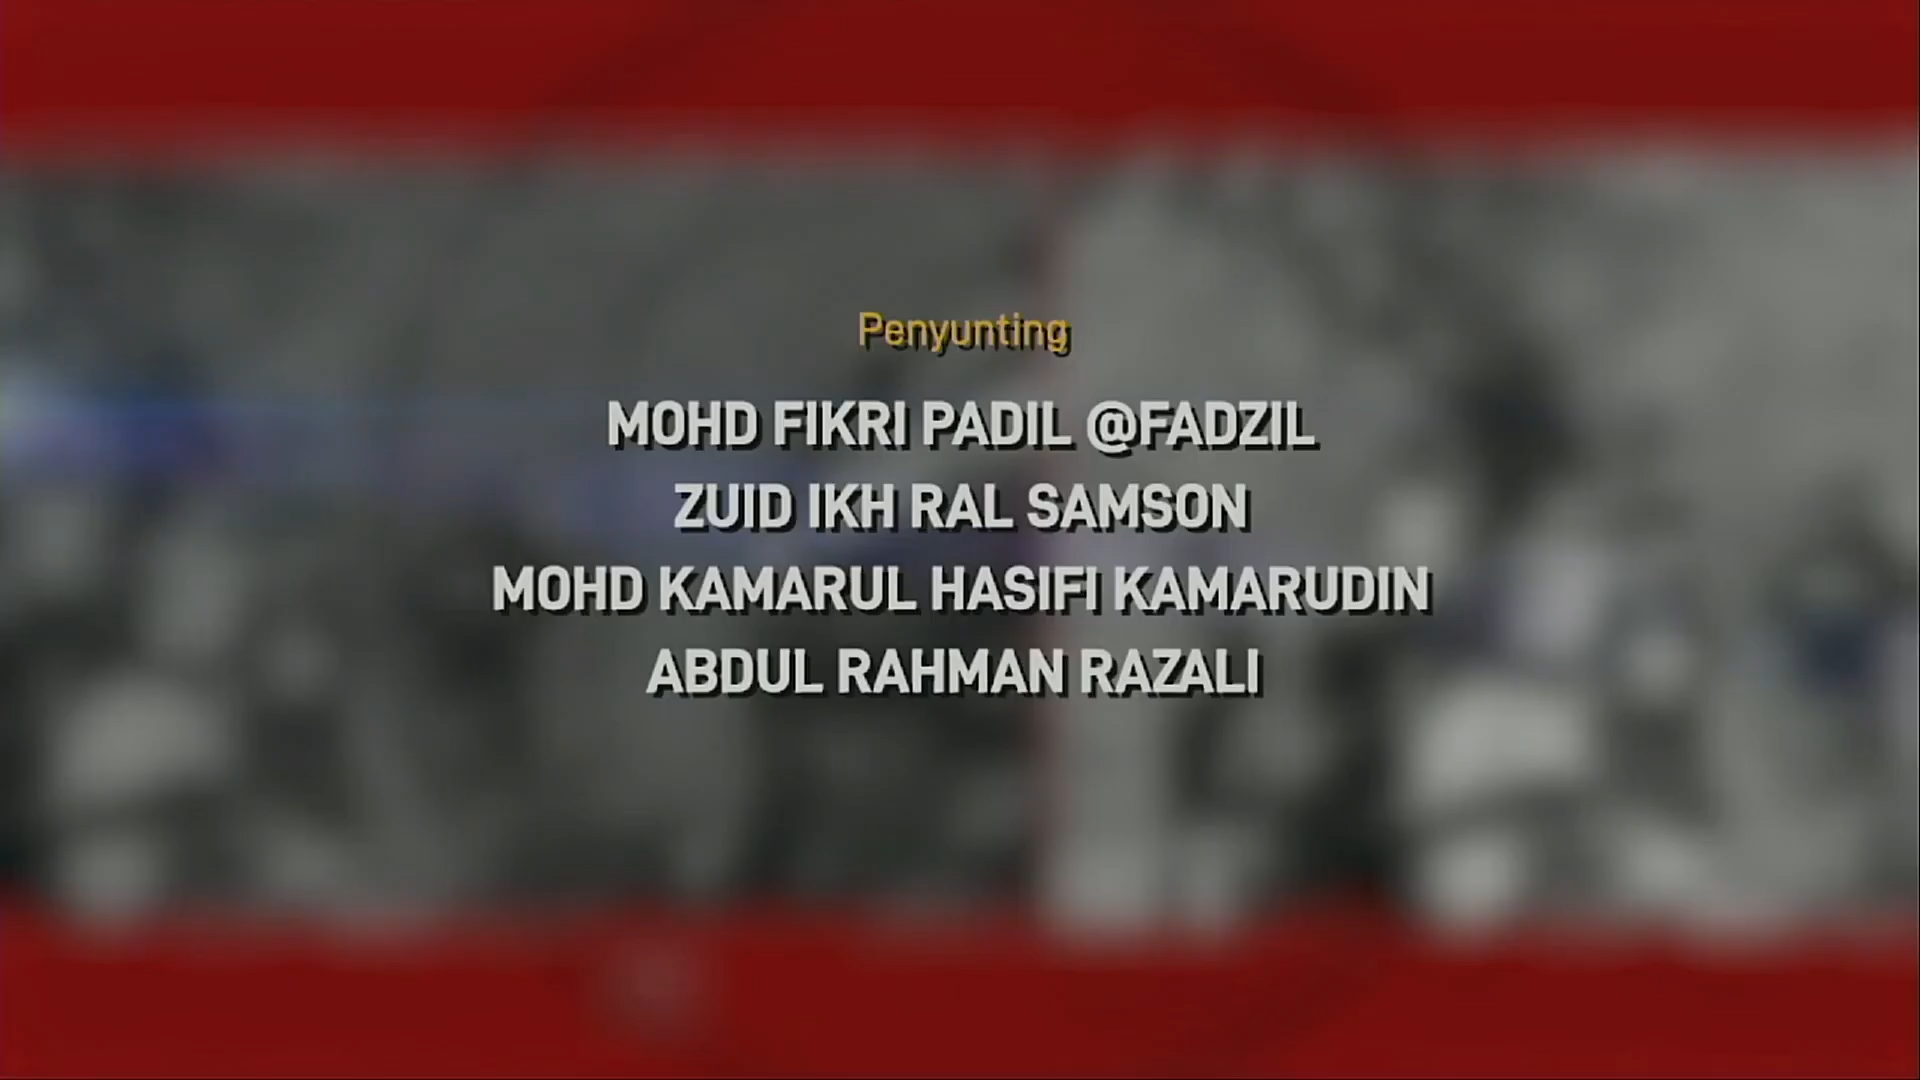 Penyunting
MOHD FIKRI PADIL @FADZIL
ZUID IKH RAL SAMSON
MOHD KAMARUL HASIFI KAMARUDIN
ABDUL RAHMAN RAZALI